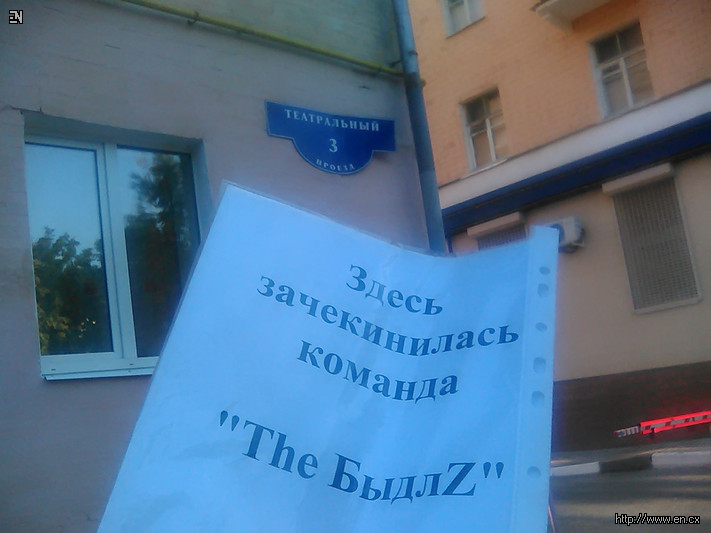 EN
ТЕАТРАЛЬНЫЙ
3
ПРОЕЗД
Здесь
зачекинилась
команда
"The БыдлZ"
http://www.en.cx